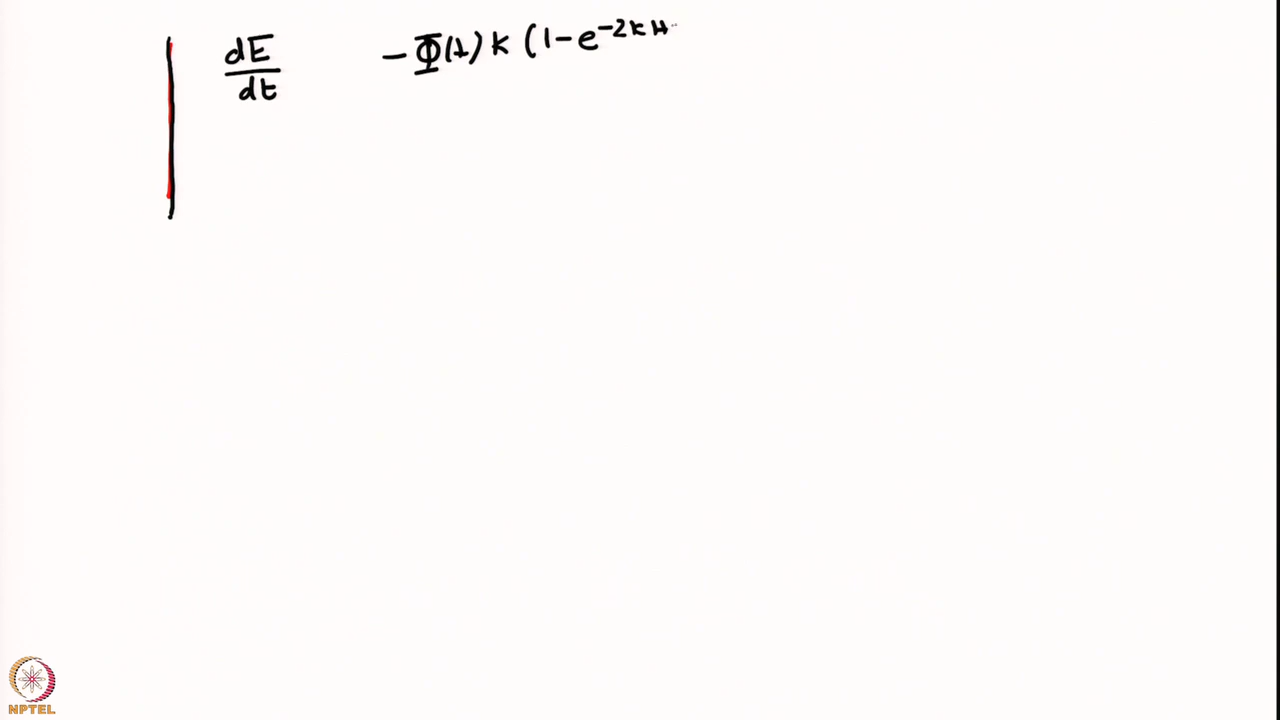 dE/dt - Φ(t) k (1 - e^{-2kH}
NPTEL